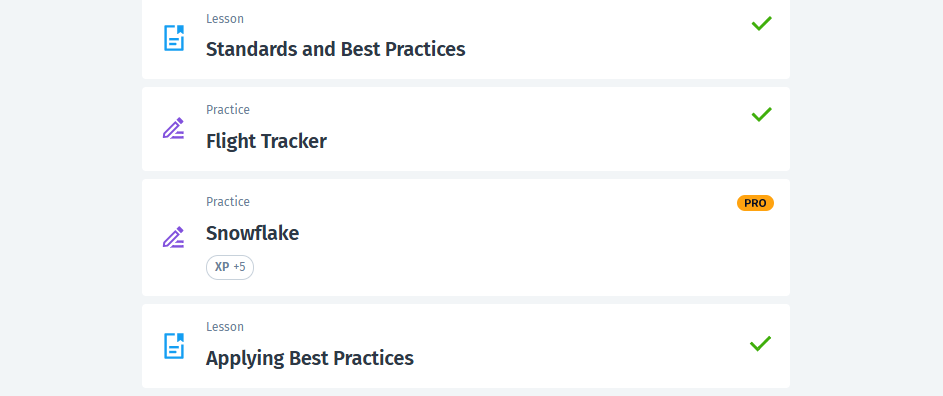 Lesson
Standards and Best Practices
Practice
Flight Tracker
Practice
PRO
Snowflake
XP +5
Lesson
Applying Best Practices